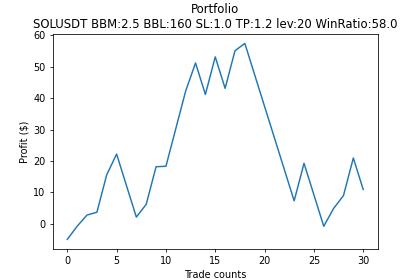 Portfolio
SOLUSDT BBM:2.5 BBL:160 SL:1.0 TP:1.2 lev:20 WinRatio:58.0
60
50
40
30
20
10
0
Profit ($)
0 5 10 15 20 25 30
Trade counts